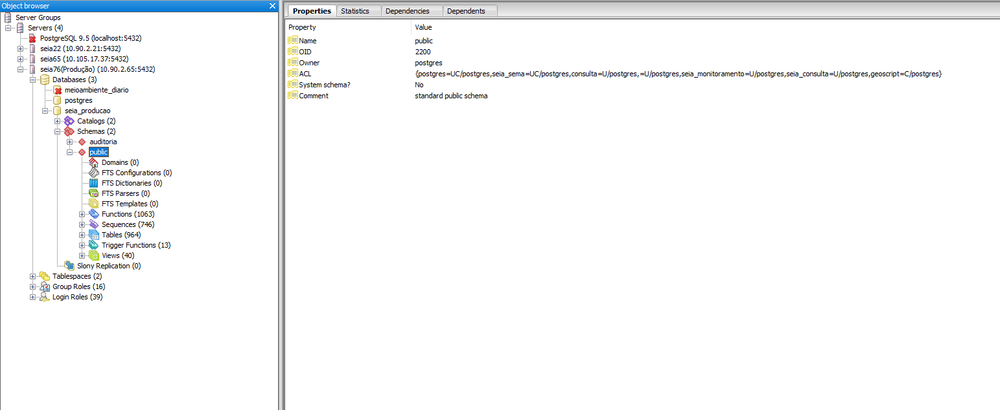 Object browser
Server Groups
Servers (4)
PostgreSQL 9.5 (localhost:5432)
seia22 (10.90.2.21:5432)
seia65 (10.105.17.37:5432)
seia76(Produção) (10.90.2.65:5432)
Databases (3)
meioambiente_diario
postgres
seia_producao
Catalogs (2)
Schemas (2)
auditoria
public
Domains (0)
FTS Configurations (0)
FTS Dictionaries (0)
FTS Parsers (0)
FTS Templates (0)
Functions (1063)
Sequences (746)
Tables (964)
Trigger Functions (13)
Views (40)
Slony Replication (0)
Tablespaces (2)
Group Roles (16)
Login Roles (39)
Properties Statistics Dependencies Dependents
Property Value
Name public
OID 2200
Owner postgres
ACL {postgres=UC/postgres,seia_sema=UC/postgres,consulta=U/postgres,=U/postgres,seia_monitoramento=U/postgres,seia_consulta=U/postgres,geoscript=C/postgres}
System schema? No
Comment standard public schema